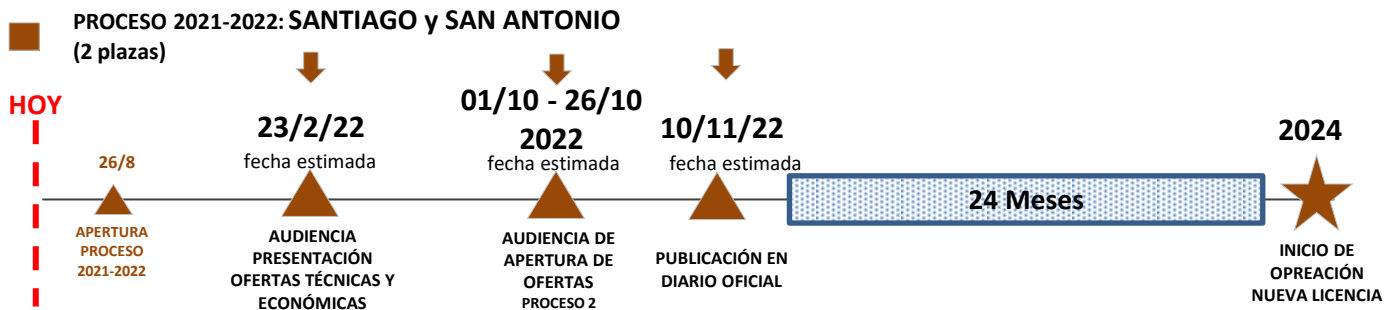 PROCESO 2021-2022: SANTIAGO y SAN ANTONIO
(2 plazas)
HOY
26/8
APERTURA
PROCESO
2021-2022
23/2/22
fecha estimada
AUDIENCIA
PRESENTACIÓN
OFERTAS TÉCNICAS Y
ECONÓMICAS
01/10 - 26/10
2022
fecha estimada
AUDIENCIA DE
APERTURA DE
OFERTAS
PROCESO 2
10/11/22
fecha estimada
PUBLICACIÓN EN
DIARIO OFICIAL
24 Meses
2024
INICIO DE
OPREACIÓN
NUEVA LICENCIA